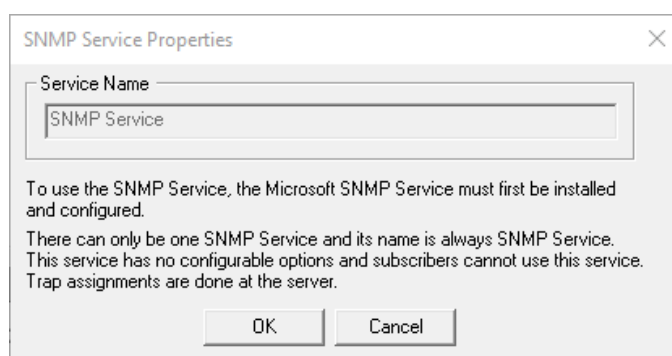 SNMP Service Properties
Service Name
SNMP Service
To use the SNMP Service, the Microsoft SNMP Service must first be installed
and configured.
There can only be one SNMP Service and its name is always SNMP Service.
This service has no configurable options and subscribers cannot use this service.
Trap assignments are done at the server.
OK
Cancel